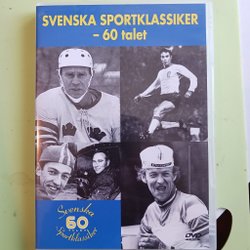 SVENSKA SPORTKLASSIKER
– 60 talet
Svenska
60
Sportklassiker
DVD